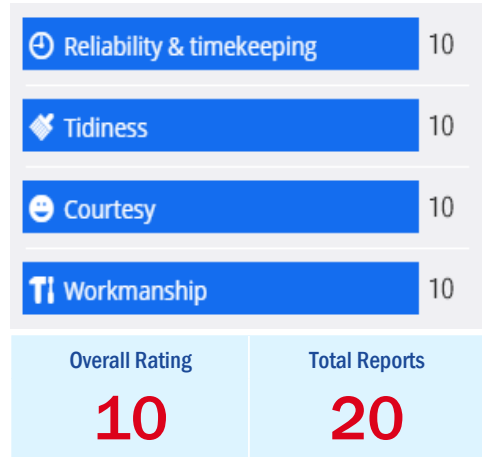 Reliability & timekeeping 10
Tidiness 10
Courtesy 10
Workmanship 10
Overall Rating Total Reports
10 20